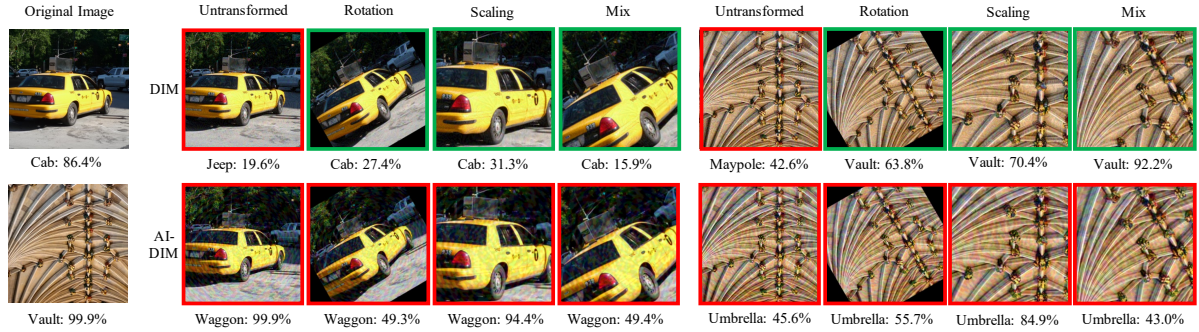 Original Image Untransformed Rotation Scaling Mix Untransformed Rotation Scaling Mix
DIM
Cab: 86.4% Jeep: 19.6% Cab: 27.4% Cab: 31.3% Cab: 15.9% Maypole: 42.6% Vault: 63.8% Vault: 70.4% Vault: 92.2%
AI-
DIM
Vault: 99.9% Waggon: 99.9% Waggon: 49.3% Waggon: 94.4% Waggon: 49.4% Umbrella: 45.6% Umbrella: 55.7% Umbrella: 84.9% Umbrella: 43.0%